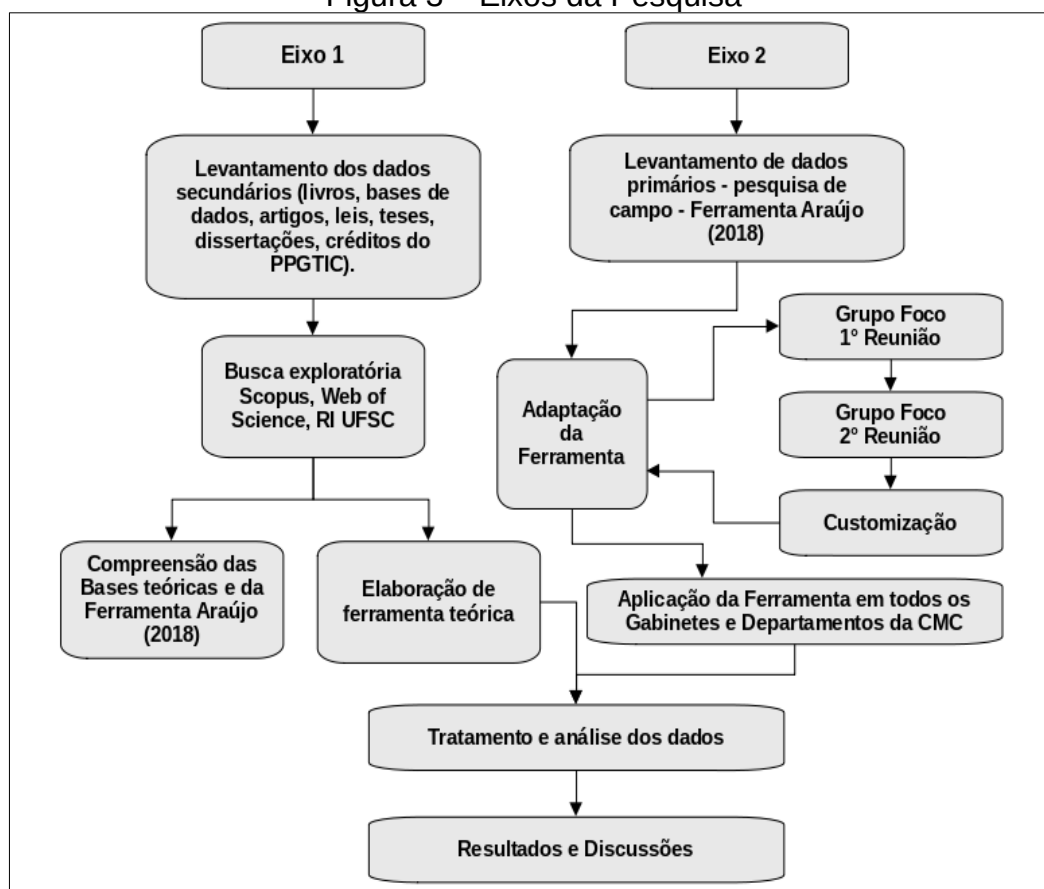 Figura 3 – Eixos da Pesquisa
Eixo 1
Eixo 2
Levantamento dos dados
secundários (livros, bases de
dados, artigos, leis, teses,
dissertações, créditos do
PPGTIC).
Levantamento de dados
primários - pesquisa de
campo - Ferramenta Araújo
(2018)
Busca exploratória
Scopus, Web of
Science, RI UFSC
Adaptação
da
Ferramenta
Grupo Foco
1º Reunião
Grupo Foco
2º Reunião
Customização
Compreensão das
Bases teóricas e da
Ferramenta Araújo
(2018)
Elaboração de
ferramenta teórica
Aplicação da Ferramenta em todos os
Gabinetes e Departamentos da CMC
Tratamento e análise dos dados
Resultados e Discussões